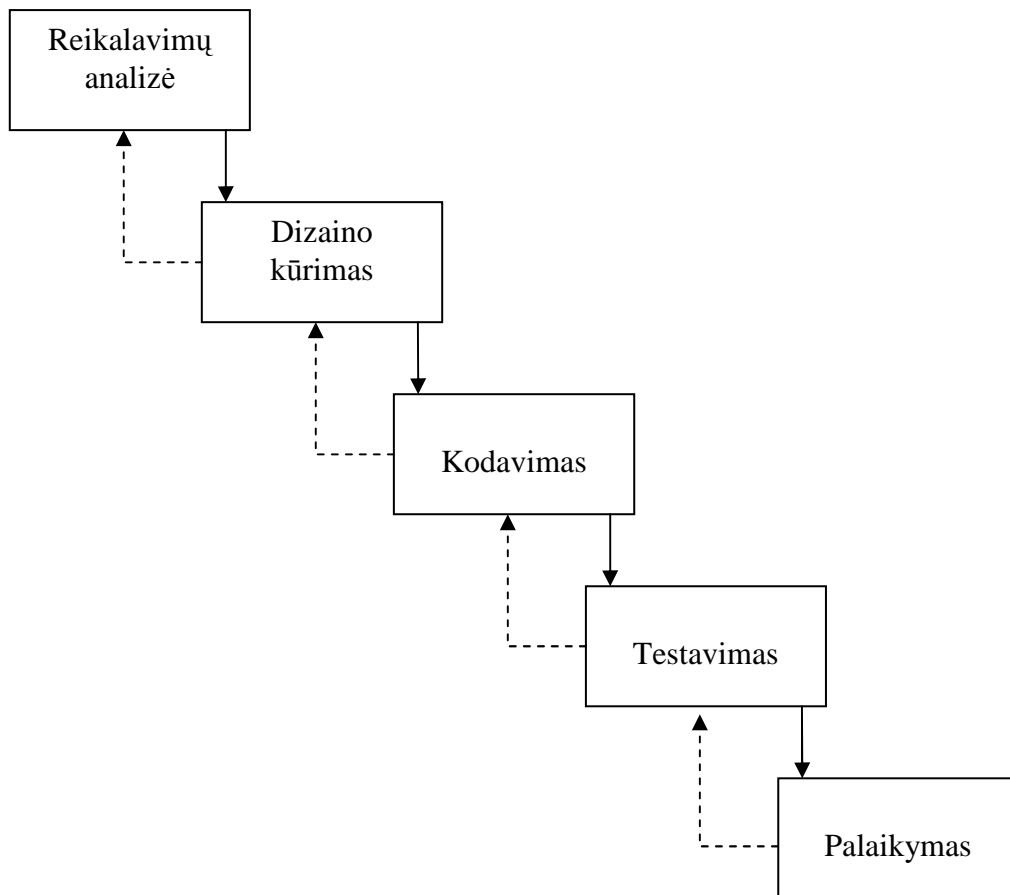 Reikalavimų
analizė
Dizaino
kūrimas
Kodavimas
Testavimas
Palaikymas